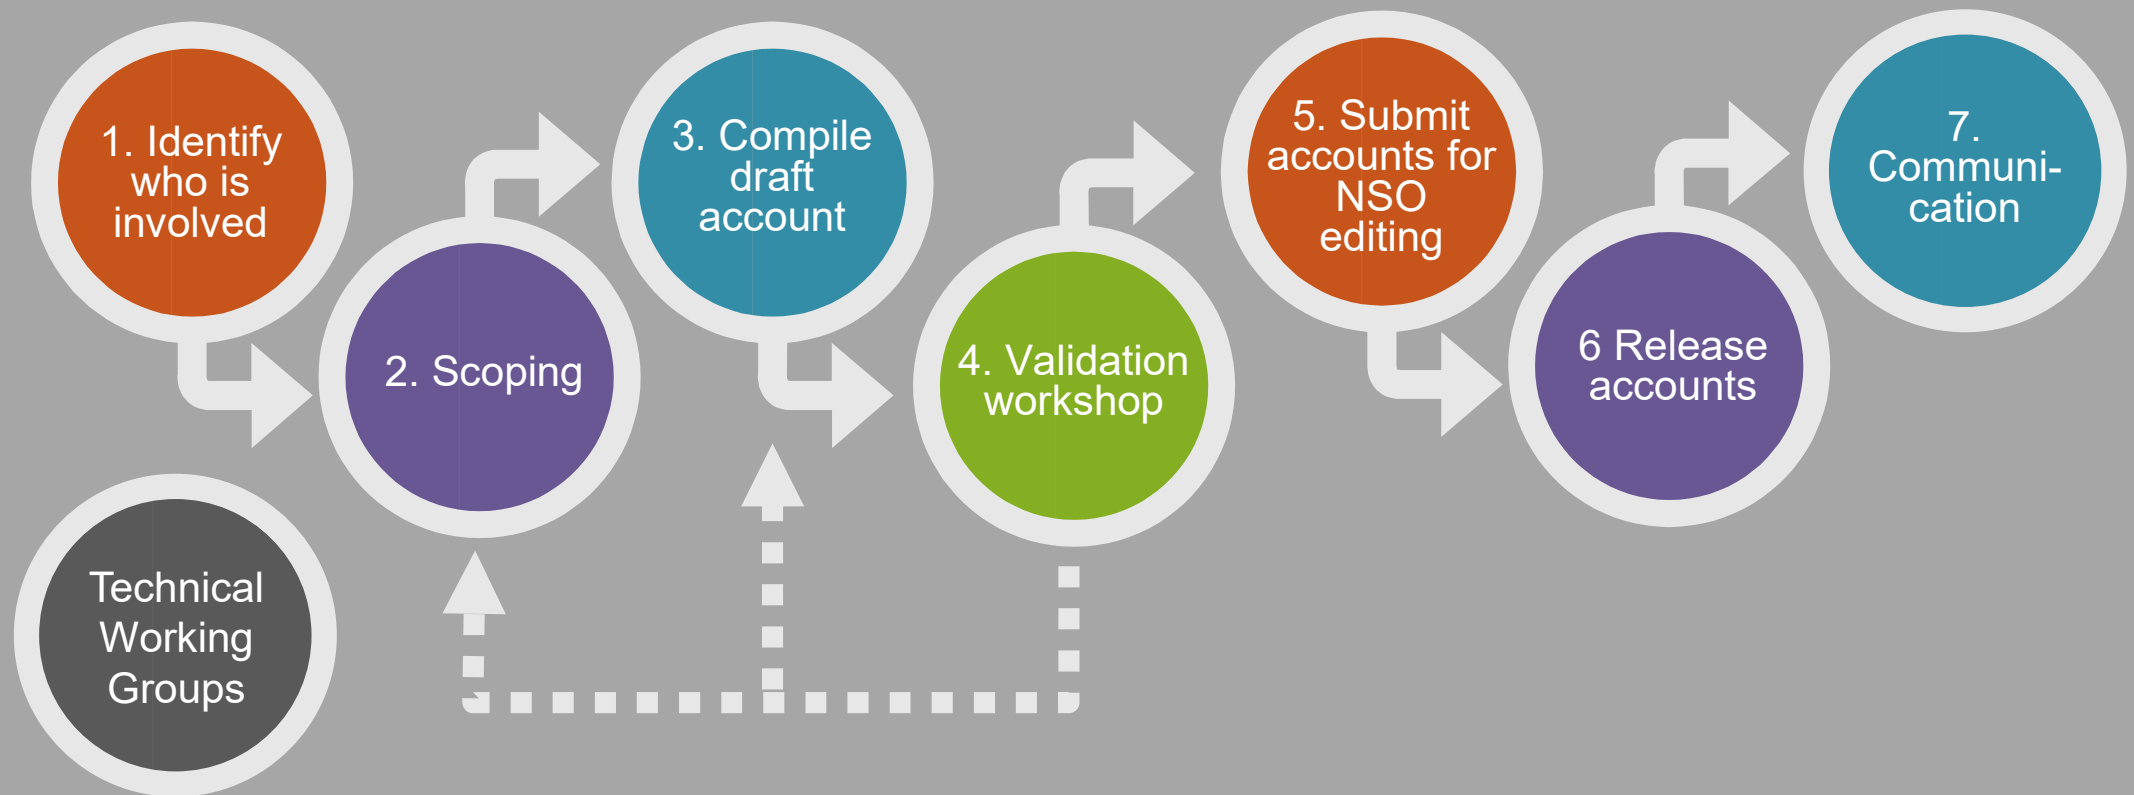 1. Identify
who is
involved
2. Scoping
3. Compile
draft
account
4. Validation
workshop
5. Submit
accounts for
NSO
editing
6 Release
accounts
7.
Communi-
cation
Technical
Working
Groups